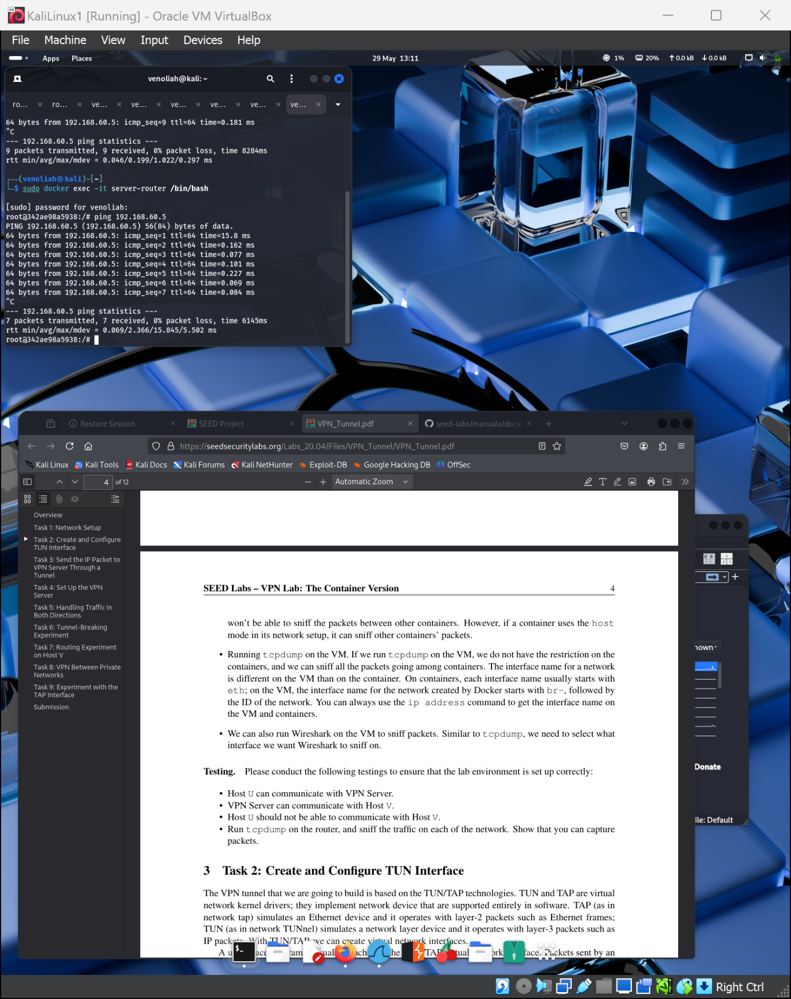 KaliLinux1 [Running] - Oracle VM VirtualBox
File Machine View Input Devices Help
Apps Places 29 May 13:11 1% 20% ↑0.0 kB ↓0.0 kB
venoliah@kali: ~
ro... × ro... × ve... × ve... × ve... × ve... × ve... × ve... ×
64 bytes from 192.168.60.5: icmp_seq=9 ttl=64 time=0.181 ms
^C
--- 192.168.60.5 ping statistics ---
9 packets transmitted, 9 received, 0% packet loss, time 8284ms
rtt min/avg/max/mdev = 0.046/0.199/1.022/0.297 ms
┌──(venoliah㉿kali)-[~]
└─$ sudo docker exec -it server-router /bin/bash
[sudo] password for venoliah:
root@342ae98a5938:/# ping 192.168.60.5
PING 192.168.60.5 (192.168.60.5) 56(84) bytes of data.
64 bytes from 192.168.60.5: icmp_seq=1 ttl=64 time=15.8 ms
64 bytes from 192.168.60.5: icmp_seq=2 ttl=64 time=0.162 ms
64 bytes from 192.168.60.5: icmp_seq=3 ttl=64 time=0.077 ms
64 bytes from 192.168.60.5: icmp_seq=4 ttl=64 time=0.101 ms
64 bytes from 192.168.60.5: icmp_seq=5 ttl=64 time=0.227 ms
64 bytes from 192.168.60.5: icmp_seq=6 ttl=64 time=0.069 ms
64 bytes from 192.168.60.5: icmp_seq=7 ttl=64 time=0.084 ms
^C
--- 192.168.60.5 ping statistics ---
7 packets transmitted, 7 received, 0% packet loss, time 6145ms
rtt min/avg/max/mdev = 0.069/2.366/15.845/5.502 ms
root@342ae98a5938:/#
Restore Session × SEED Project × VPN_Tunnel.pdf × seed-labs/manuals/docke × +
https://seedsecuritylabs.org/Labs_20.04/Files/VPN_Tunnel/VPN_Tunnel.pdf
Kali Linux Kali Tools Kali Docs Kali Forums Kali NetHunter Exploit-DB Google Hacking DB OffSec
4 of 12 − + Automatic Zoom
Overview
Task 1: Network Setup
Task 2: Create and Configure
TUN Interface
Task 3: Send the IP Packet to
VPN Server Through a
Tunnel
Task 4: Set Up the VPN
Server
Task 5: Handling Traffic in
Both Directions
Task 6: Tunnel-Breaking
Experiment
Task 7: Routing Experiment
on Host V
Task 8: VPN Between Private
Networks
Task 9: Experiment with the
TAP Interface
Submission
SEED Labs – VPN Lab: The Container Version 4
won't be able to sniff the packets between other containers. However, if a container uses the host
mode in its network setup, it can sniff other containers' packets.
• Running tcpdump on the VM. If we run tcpdump on the VM, we do not have the restriction on the
containers, and we can sniff all the packets going among containers. The interface name for a network
is different on the VM than on the container. On containers, each interface name usually starts with
eth; on the VM, the interface name for the network created by Docker starts with br-, followed by
the ID of the network. You can always use the ip address command to get the interface name on
the VM and containers.
• We can also run Wireshark on the VM to sniff packets. Similar to tcpdump, we need to select what
interface we want Wireshark to sniff on.
Testing. Please conduct the following testings to ensure that the lab environment is set up correctly:
• Host U can communicate with VPN Server.
• VPN Server can communicate with Host V.
• Host U should not be able to communicate with Host V.
• Run tcpdump on the router, and sniff the traffic on each of the network. Show that you can capture
packets.
3 Task 2: Create and Configure TUN Interface
The VPN tunnel that we are going to build is based on the TUN/TAP technologies. TUN and TAP are virtual
network kernel drivers; they implement network device that are supported entirely in software. TAP (as in
network tap) simulates an Ethernet device and it operates with layer-2 packets such as Ethernet frames;
TUN (as in network TUNnel) simulates a network layer device and it operates with layer-3 packets such as
IP packets. With TUN/TAP, we can create virtual network interfaces.
A u
packets sent by an
hown
Donate
ile: Default
Right Ctrl